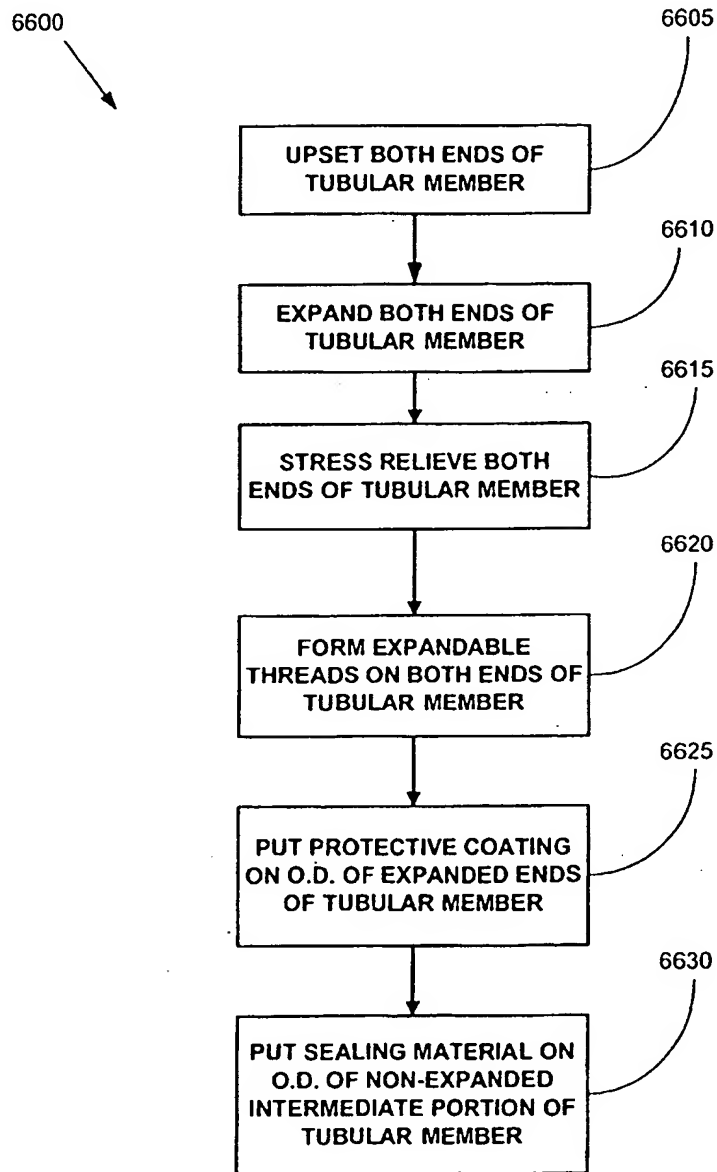 6600
6605
UPSET BOTH ENDS OF
TUBULAR MEMBER
6610
EXPAND BOTH ENDS OF
TUBULAR MEMBER
6615
STRESS RELIEVE BOTH
ENDS OF TUBULAR MEMBER
6620
FORM EXPANDABLE
THREADS ON BOTH ENDS OF
TUBULAR MEMBER
6625
PUT PROTECTIVE COATING
ON O.D. OF EXPANDED ENDS
OF TUBULAR MEMBER
6630
PUT SEALING MATERIAL ON
O.D. OF NON-EXPANDED
INTERMEDIATE PORTION OF
TUBULAR MEMBER